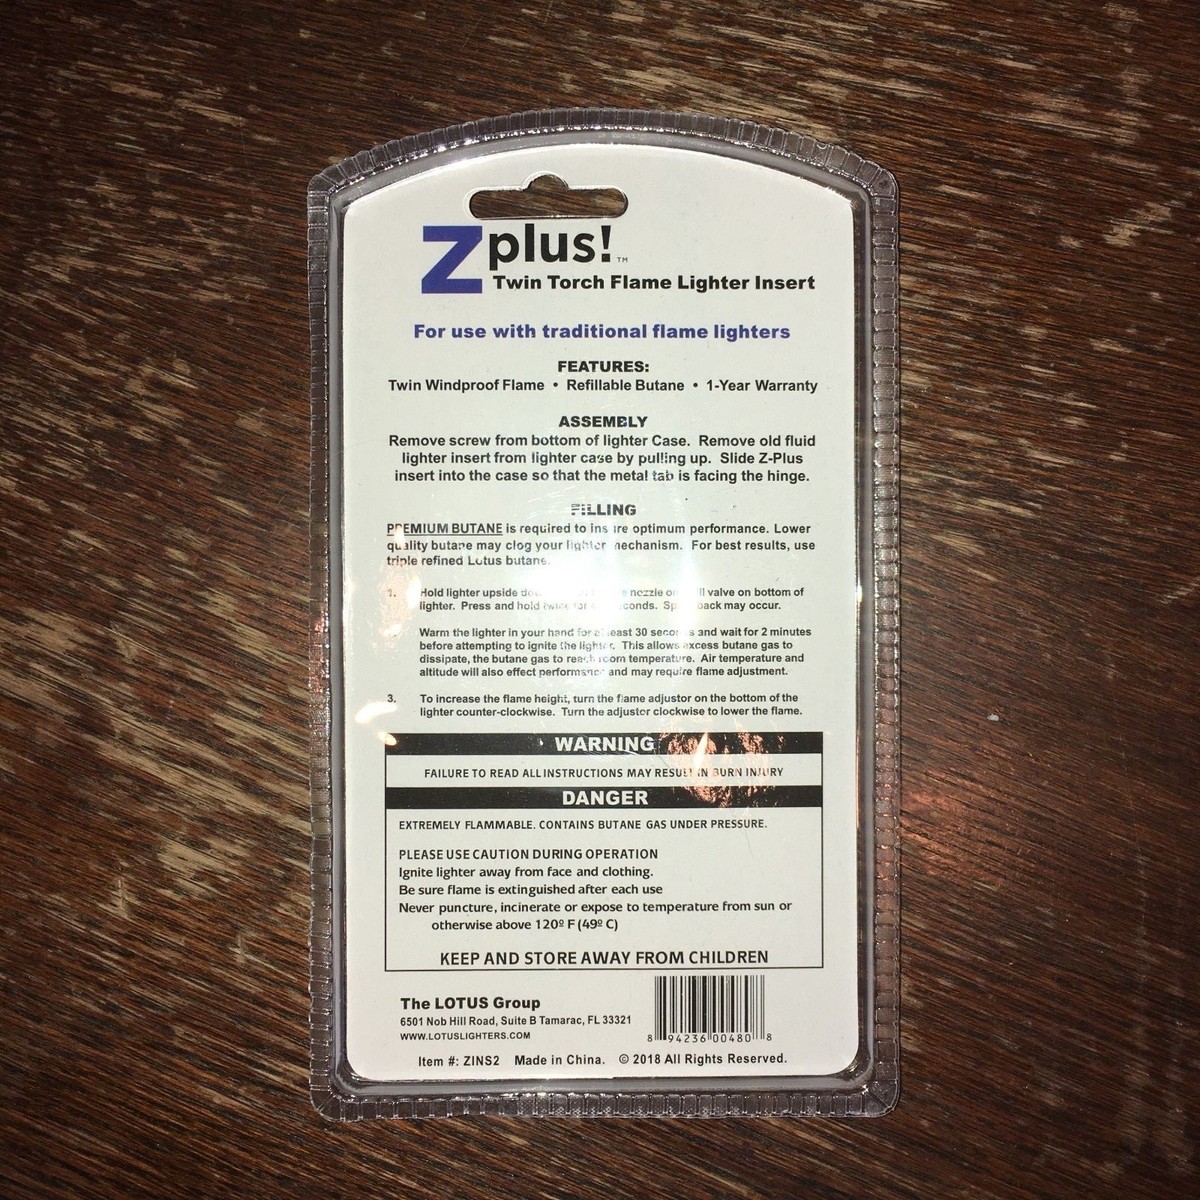 Zplus!™
Twin Torch Flame Lighter Insert
For use with traditional flame lighters
FEATURES:
Twin Windproof Flame • Refillable Butane • 1-Year Warranty
ASSEMBLY
Remove screw from bottom of lighter Case. Remove old fluid
lighter insert from lighter case by pulling up. Slide Z-Plus
insert into the case so that the metal tab is facing the hinge.
FILLING
PREMIUM BUTANE is required to insure optimum performance. Lower
quality butane may clog your lighter mechanism. For best results, use
triple refined Lotus butane.
1. Hold lighter upside nozzle valve on bottom of
lighter. Press and hold may occur.
Warm the lighter in your hand for at least 30 seconds and wait for 2 minutes
before attempting to ignite the lighter. This allows excess butane gas to
dissipate, the butane gas to reach room temperature. Air temperature and
altitude will also effect performance and may require flame adjustment.
3. To increase the flame height, turn the flame adjustor on the bottom of the
lighter counter-clockwise. Turn the adjustor clockwise to lower the flame.
WARNING
FAILURE TO READ ALL INSTRUCTIONS MAY RESULT IN BURN INJURY
DANGER
EXTREMELY FLAMMABLE. CONTAINS BUTANE GAS UNDER PRESSURE.
PLEASE USE CAUTION DURING OPERATION
Ignite lighter away from face and clothing.
Be sure flame is extinguished after each use
Never puncture, incinerate or expose to temperature from sun or
otherwise above 120º F (49º C)
KEEP AND STORE AWAY FROM CHILDREN
The LOTUS Group
6501 Nob Hill Road, Suite B Tamarac, FL 33321
WWW.LOTUSLIGHTERS.COM
8 94236 00480 8
Item #: ZINS2 Made in China. © 2018 All Rights Reserved.